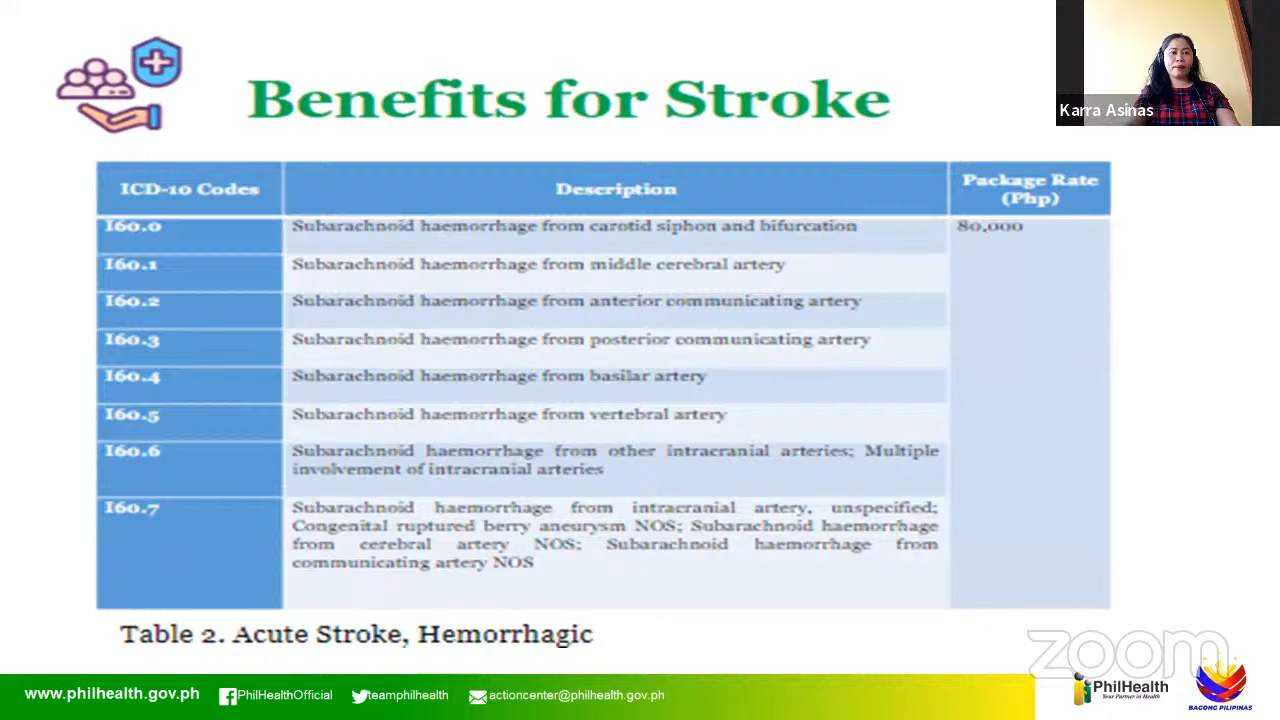 Benefits for Stroke
Karra Asinas
ICD-10 Codes
Description
Package Rate
(Php)
I60.0
Subarachnoid haemorrhage from carotid siphon and bifurcation
80,000
I60.1
Subarachnoid haemorrhage from middle cerebral artery
I60.2
Subarachnoid haemorrhage from anterior communicating artery
I60.3
Subarachnoid haemorrhage from posterior communicating artery
I60.4
Subarachnoid haemorrhage from basilar artery
I60.5
Subarachnoid haemorrhage from vertebral artery
I60.6
Subarachnoid haemorrhage from other intracranial arteries; Multiple
involvement of intracranial arteries
I60.7
Subarachnoid haemorrhage from intracranial artery, unspecified;
Congenital ruptured berry aneurysm NOS; Subarachnoid haemorrhage
from cerebral artery NOS; Subarachnoid haemorrhage from
communicating artery NOS
Table 2. Acute Stroke, Hemorrhagic
zoom
www.philhealth.gov.ph
PhilHealthOfficial
teamphilhealth
actioncenter@philhealth.gov.ph
PhilHealth
Your Partner in Health
BAGONG PILIPINAS